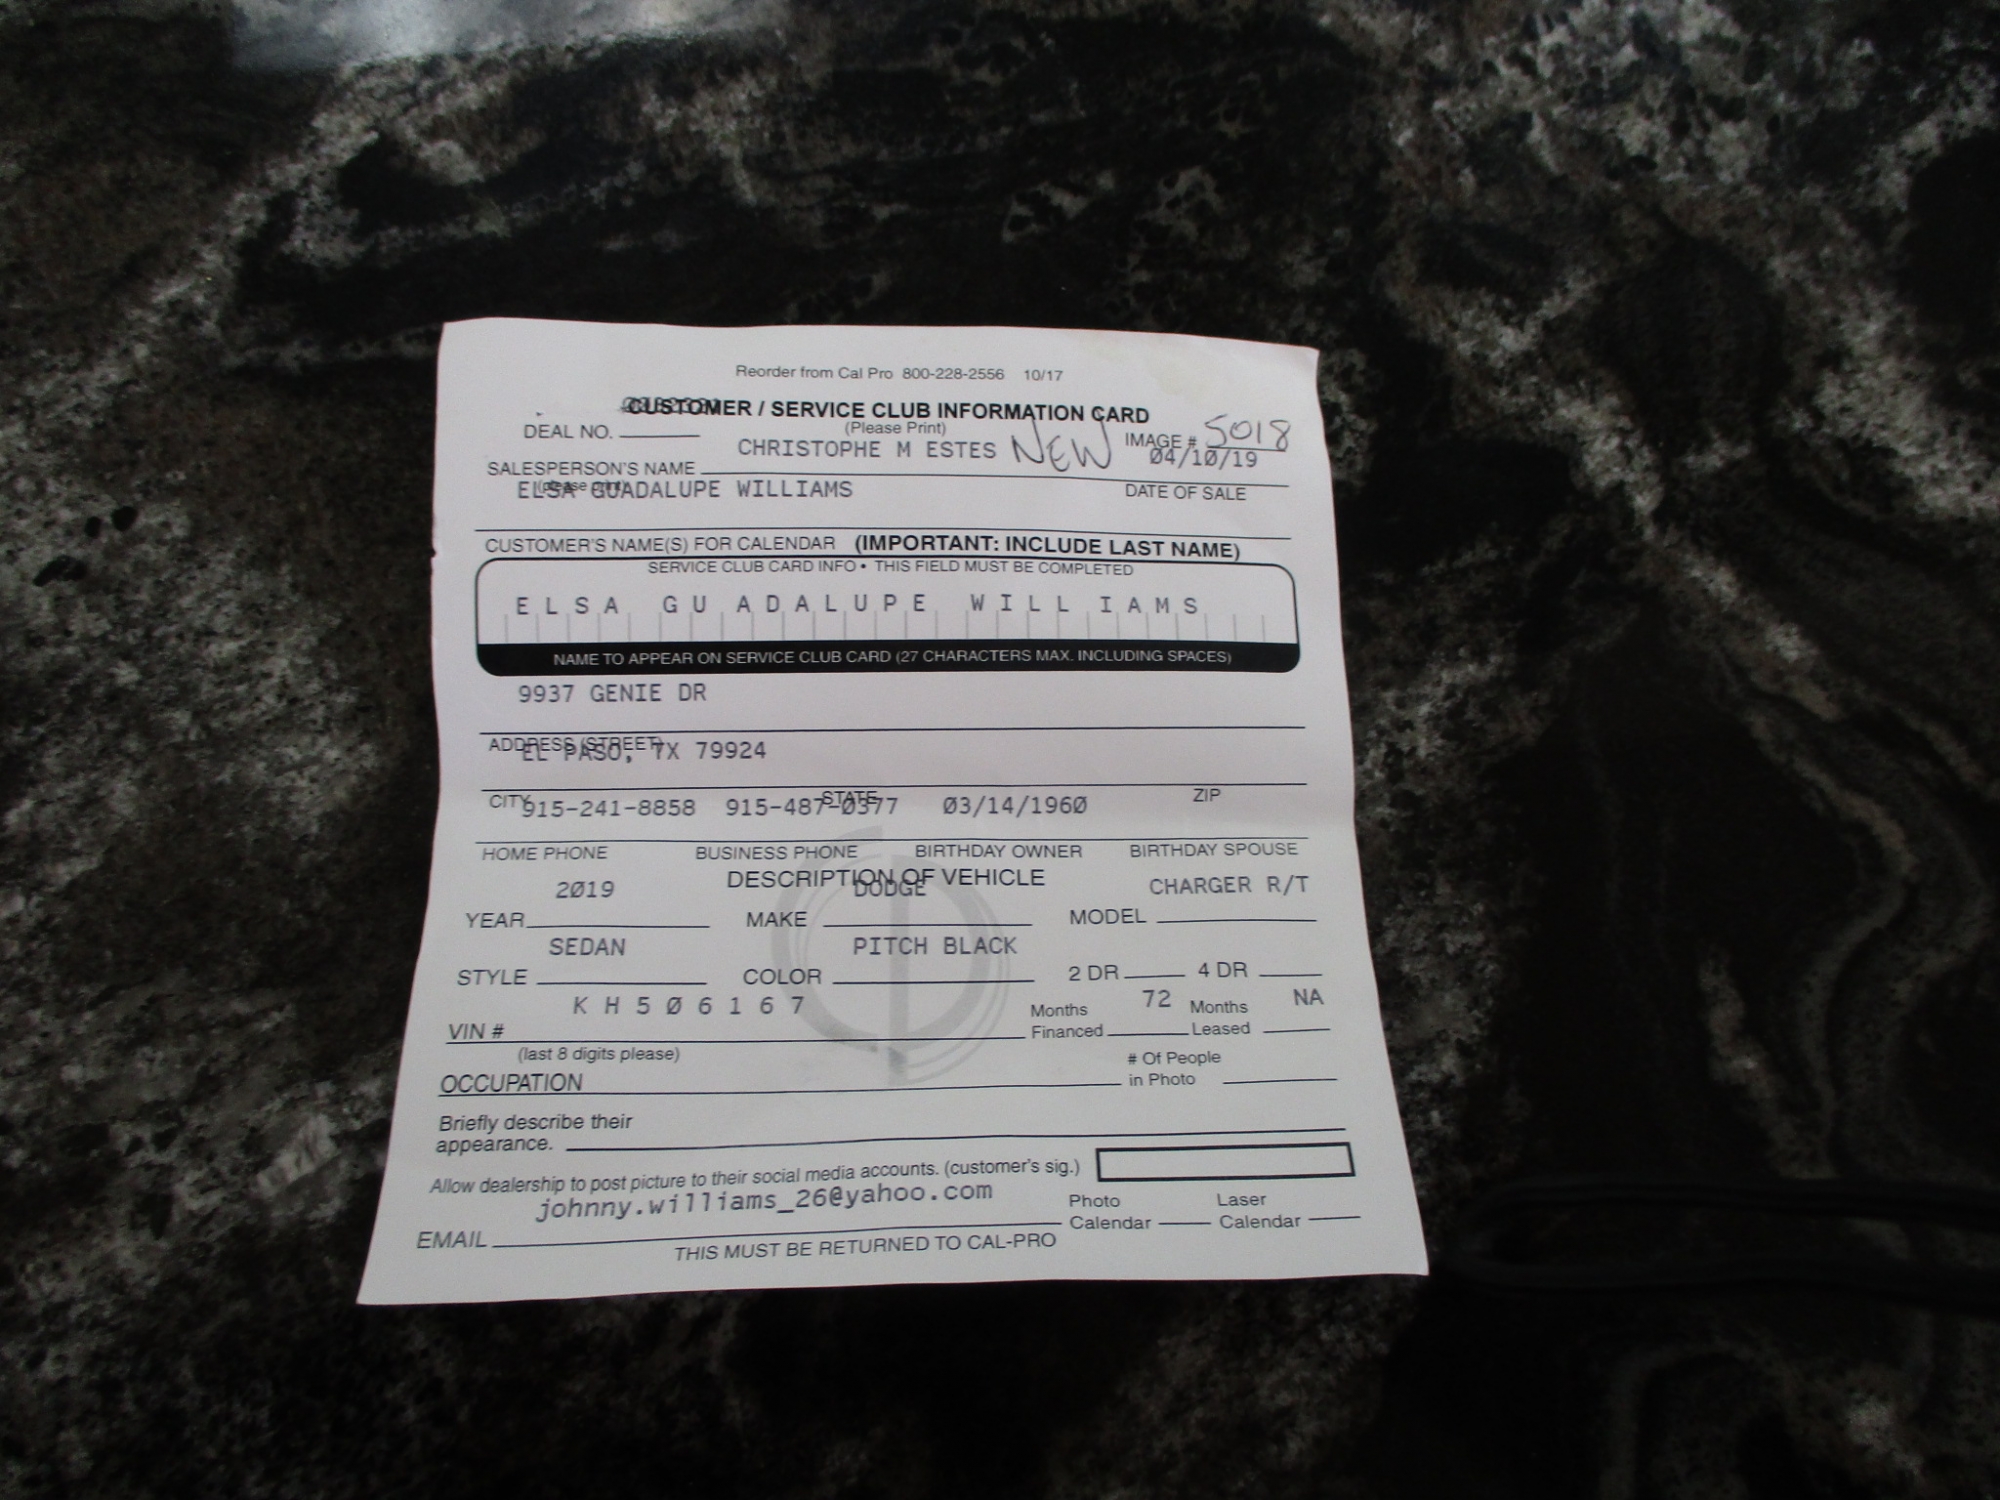 Reorder from Cal Pro 800-228-2556 10/17
CUSTOMER / SERVICE CLUB INFORMATION CARD
(Please Print)
DEAL NO.
IMAGE # 5018
CHRISTOPHE M ESTES NEW 04/10/19
SALESPERSON'S NAME
(please print)
DATE OF SALE
ELSA GUADALUPE WILLIAMS
CUSTOMER'S NAME(S) FOR CALENDAR (IMPORTANT: INCLUDE LAST NAME)
SERVICE CLUB CARD INFO • THIS FIELD MUST BE COMPLETED
ELSA GUADALUPE WILLIAMS
NAME TO APPEAR ON SERVICE CLUB CARD (27 CHARACTERS MAX. INCLUDING SPACES)
9937 GENIE DR
ADDRESS (STREET)
EL PASO, TX 79924
CITY STATE ZIP
915-241-8858 915-487-0377 03/14/1960
HOME PHONE BUSINESS PHONE BIRTHDAY OWNER BIRTHDAY SPOUSE
DESCRIPTION OF VEHICLE
2019 DODGE CHARGER R/T
YEAR MAKE MODEL
SEDAN PITCH BLACK
STYLE COLOR 2 DR 4 DR
KH506167 Months 72 Months NA
VIN # Financed Leased
(last 8 digits please) # Of People
OCCUPATION in Photo
Briefly describe their
appearance.
Allow dealership to post picture to their social media accounts. (customer's sig.)
johnny.williams_26@yahoo.com Photo Laser
EMAIL Calendar Calendar
THIS MUST BE RETURNED TO CAL-PRO